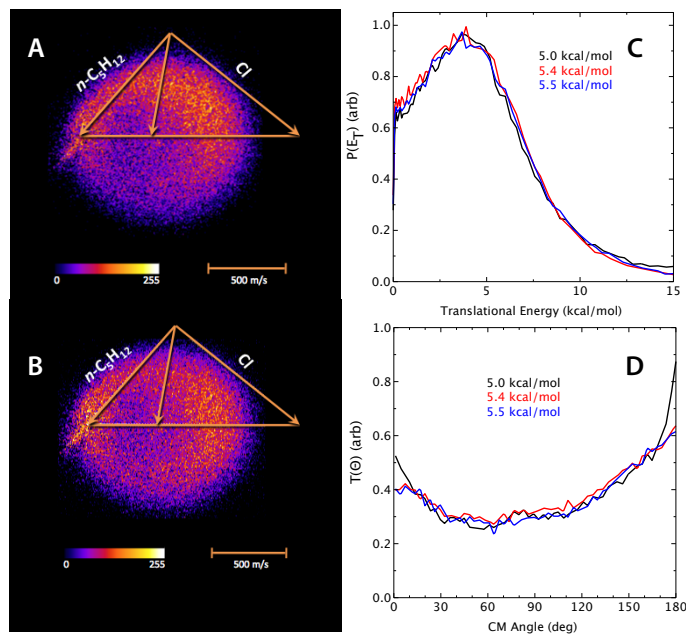 A
n-C5H12
Cl
0
255
500 m/s
B
n-C5H12
Cl
0
255
500 m/s
C
5.0 kcal/mol
5.4 kcal/mol
5.5 kcal/mol
P(ET) (arb)
1.0
0.8
0.6
0.4
0.2
0.0
0
5
10
15
Translational Energy (kcal/mol)
D
5.0 kcal/mol
5.4 kcal/mol
5.5 kcal/mol
T(Θ) (arb)
1.0
0.8
0.6
0.4
0.2
0.0
0
30
60
90
120
150
180
CM Angle (deg)